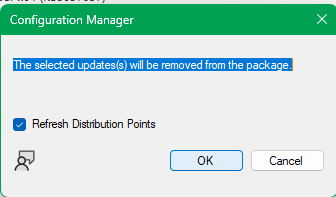 Configuration Manager
The selected updates(s) will be removed from the package.
Refresh Distribution Points
OK
Cancel